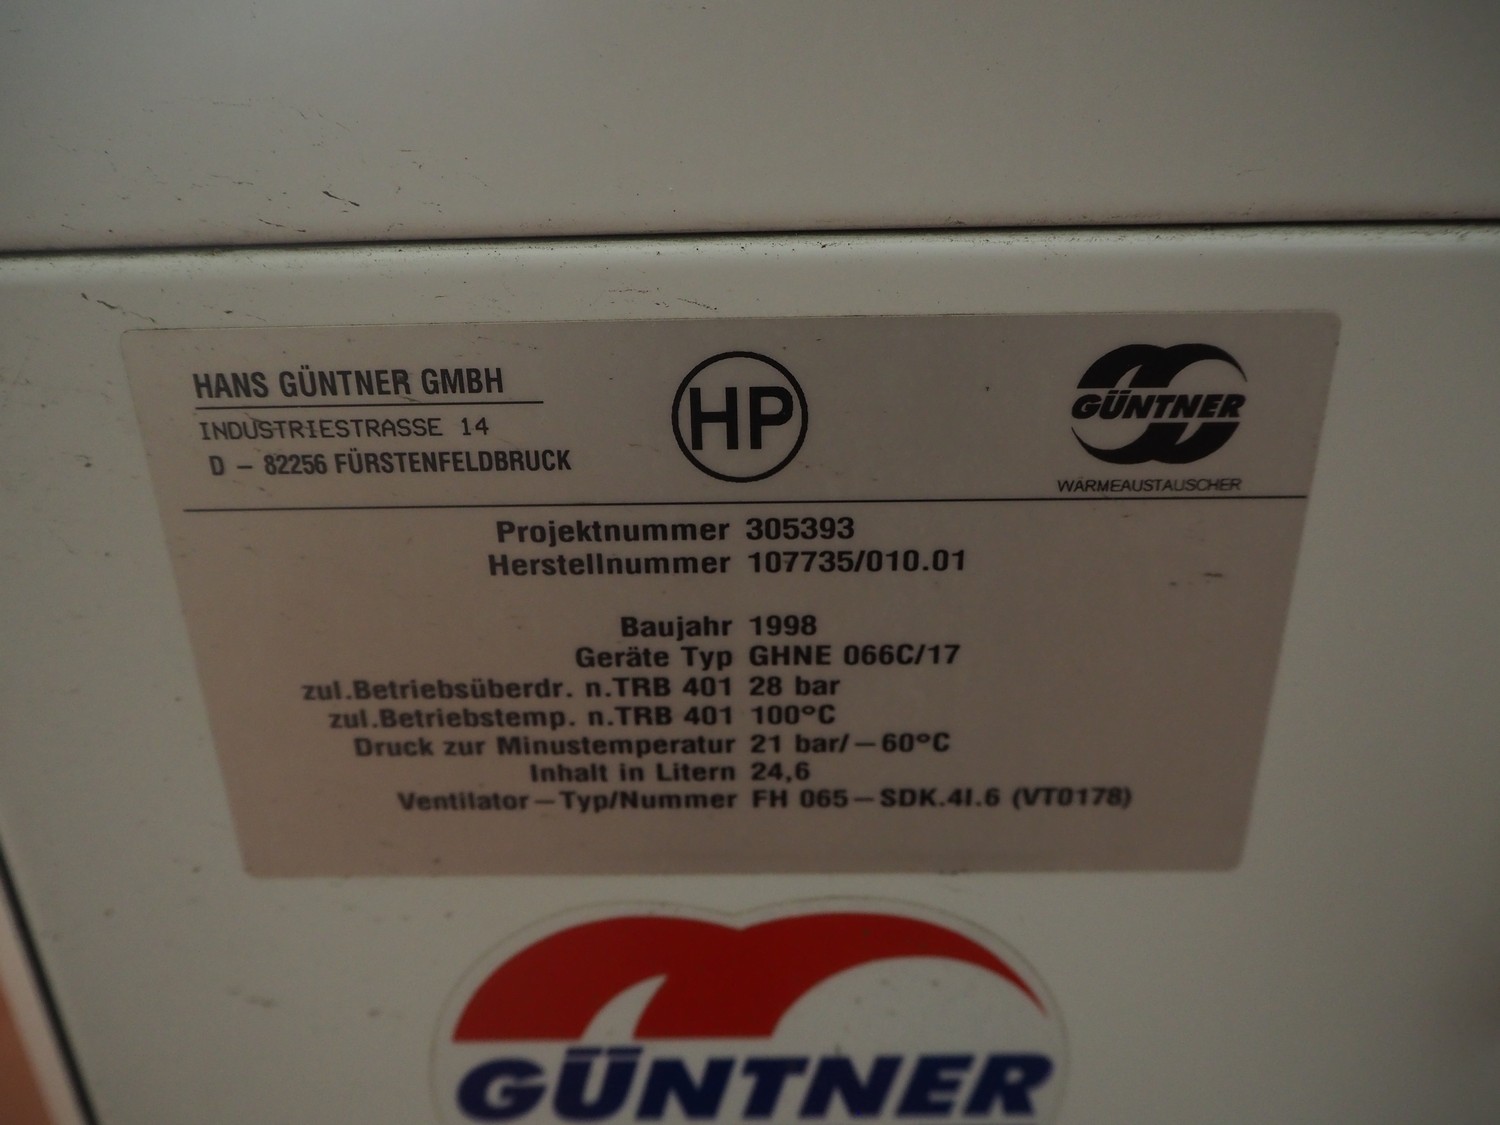 HANS GÜNTNER GMBH
INDUSTRIESTRASSE 14
D – 82256 FÜRSTENFELDBRUCK
HP
GÜNTNER
WÄRMEAUSTAUSCHER
Projektnummer 305393
Herstellnummer 107735/010.01
Baujahr 1998
Geräte Typ GHNE 066C/17
zul.Betriebsüberdr. n.TRB 401 28 bar
zul.Betriebstemp. n.TRB 401 100°C
Druck zur Minustemperatur 21 bar/–60°C
Inhalt in Litern 24,6
Ventilator–Typ/Nummer FH 065–SDK.4I.6 (VT0178)
GÜNTNER